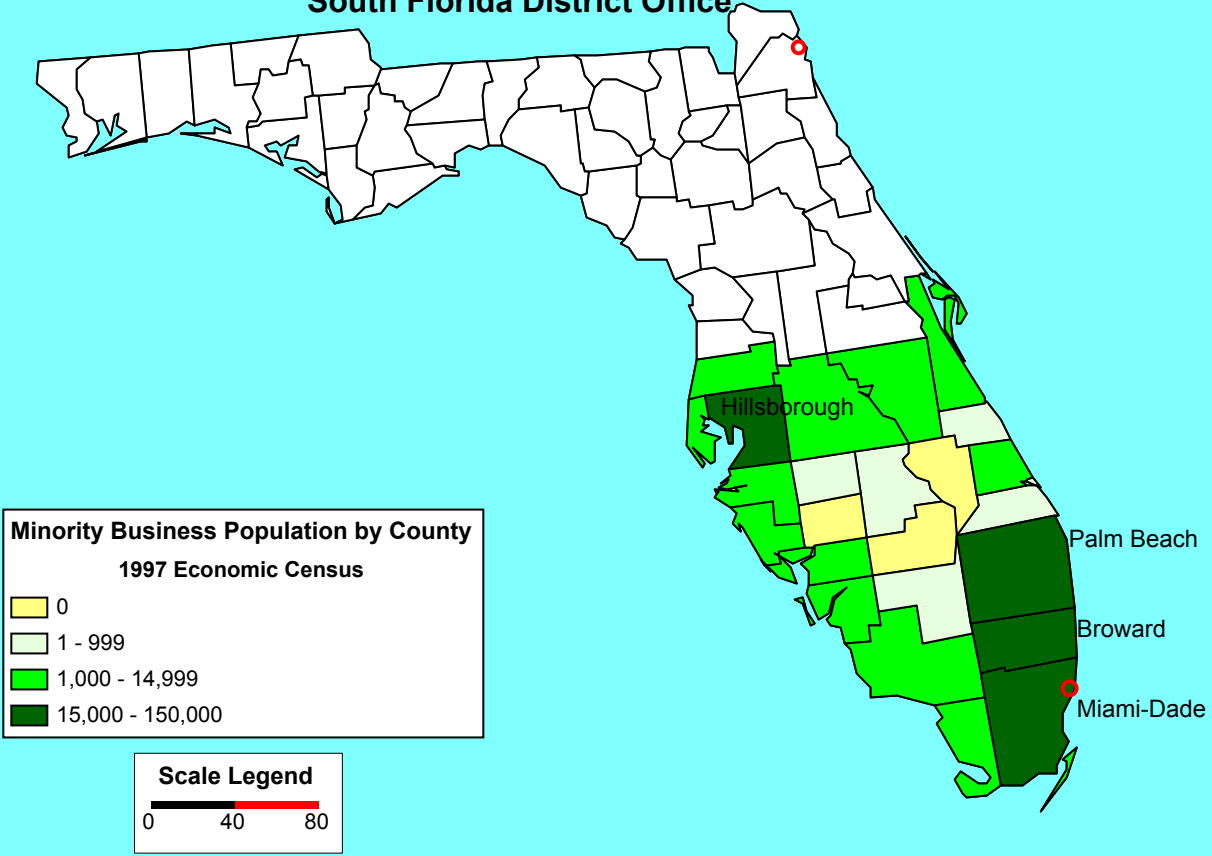 South Florida District Office
Hillsborough
Minority Business Population by County
1997 Economic Census
0
1 - 999
1,000 - 14,999
15,000 - 150,000
Palm Beach
Broward
Miami-Dade
Scale Legend
0 40 80